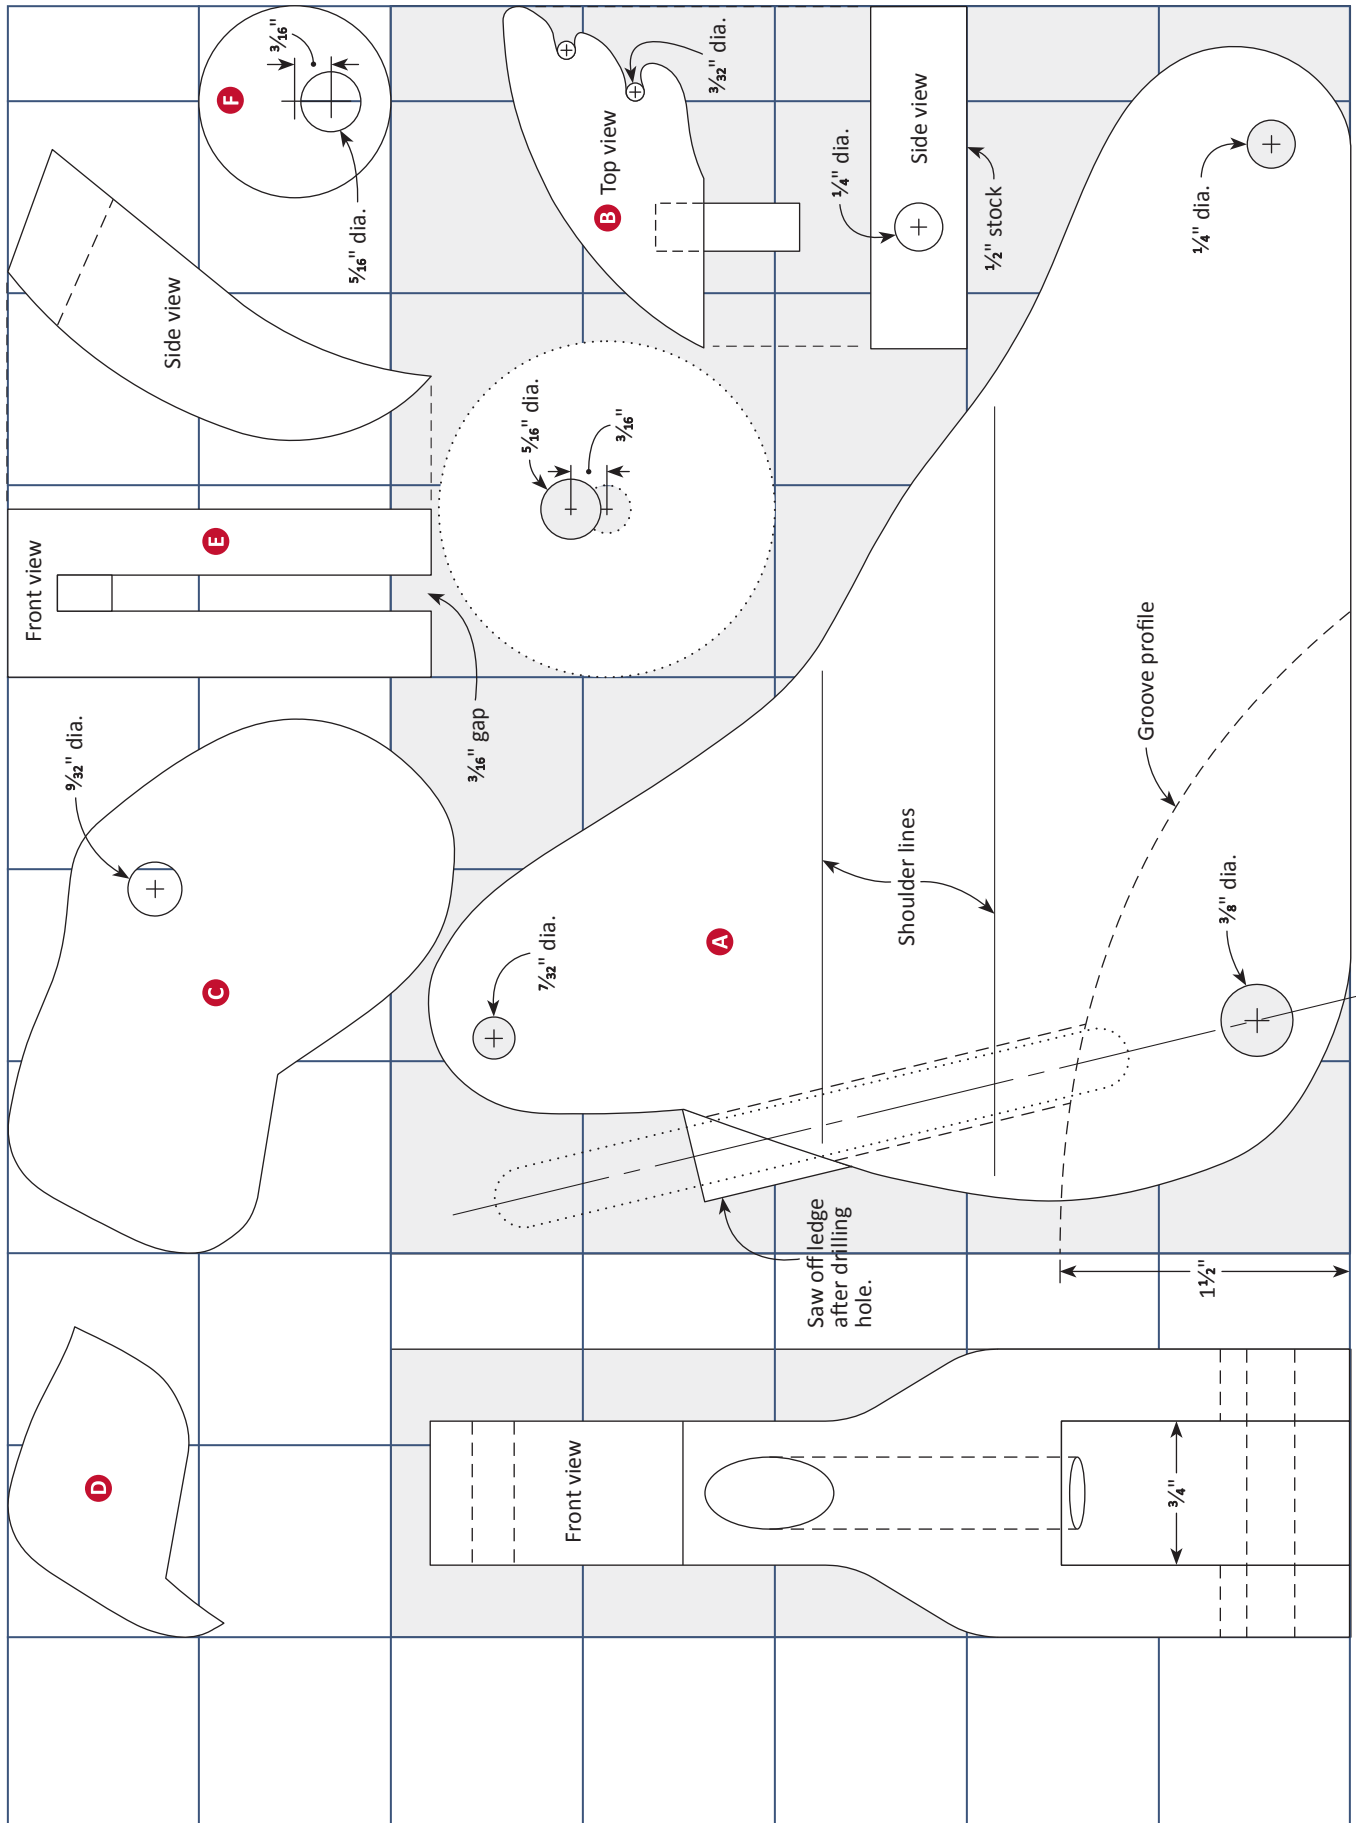 D
C
9⁄32" dia.
Front view
E
3⁄16" gap
Side view
F
3⁄16"
5⁄16" dia.
5⁄16" dia.
3⁄16"
B Top view
3⁄32" dia.
1⁄4" dia.
Side view
1⁄2" stock
1⁄4" dia.
7⁄32" dia.
A
Shoulder lines
Groove profile
3⁄8" dia.
Saw off ledge
after drilling
hole.
1 1⁄2"
Front view
3⁄4"